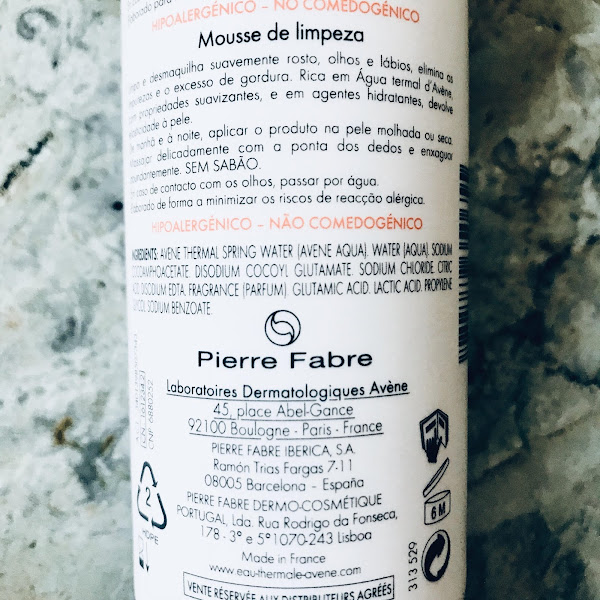 HIPOALERGÉNICO – NO COMEDOGÉNICO
Mousse de limpeza
e desmaquilha suavemente rosto, olhos e lábios, elimina as
e o excesso de gordura. Rica em Água termal d'Avène,
com propriedades suavizantes, e em agentes hidratantes, devolve
à pele.
manhã e à noite, aplicar o produto na pele molhada ou seca.
Massajar delicadamente com a ponta dos dedos e enxaguar
abundantemente. SEM SABÃO.
Em caso de contacto com os olhos, passar por água.
Elaborado de forma a minimizar os riscos de reacção alérgica.
HIPOALERGÉNICO – NÃO COMEDOGÉNICO
INGREDIENTS: AVENE THERMAL SPRING WATER (AVENE AQUA). WATER (AQUA). SODIUM
COCOAMPHOACETATE. DISODIUM COCOYL GLUTAMATE. SODIUM CHLORIDE. CITRIC
ACID. DISODIUM EDTA. FRAGRANCE (PARFUM). GLUTAMIC ACID. LACTIC ACID. PROPYLENE
GLYCOL. SODIUM BENZOATE.
Pierre Fabre
Laboratoires Dermatologiques Avène
45, place Abel-Gance
92100 Boulogne - Paris - France
PIERRE FABRE IBERICA, S.A.
Ramón Trias Fargas 7-11
08005 Barcelona - España
PIERRE FABRE DERMO-COSMÉTIQUE
PORTUGAL, Lda. Rua Rodrigo da Fonseca,
178 - 3º e 5º 1070-243 Lisboa
Made in France
www.eau-thermale-avene.com
VENTE RÉSERVÉE AUX DISTRIBUTEURS AGRÉÉS
2
HDPE
CNP 6880252
6 M
313 529